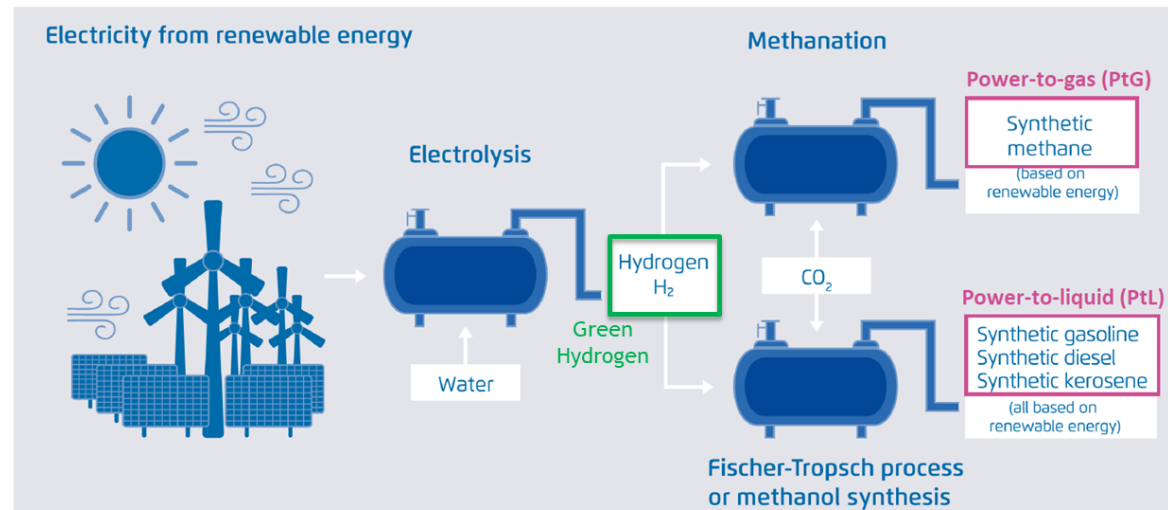 Electricity from renewable energy
Electrolysis
Water
Hydrogen
H₂
Green
Hydrogen
Methanation
CO₂
Fischer-Tropsch process
or methanol synthesis
Power-to-gas (PtG)
Synthetic
methane
(based on
renewable energy)
Power-to-liquid (PtL)
Synthetic gasoline
Synthetic diesel
Synthetic kerosene
(all based on
renewable energy)